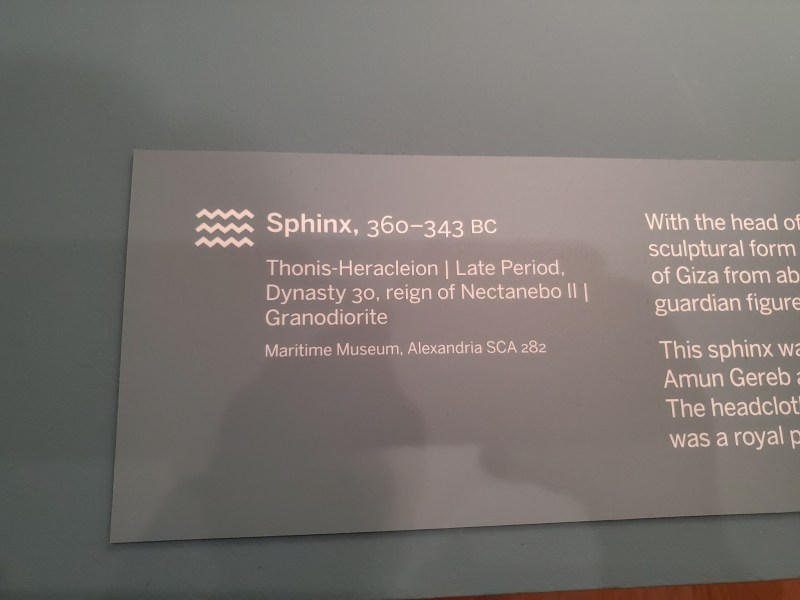 Sphinx, 360–343 BC
Thonis-Heracleion | Late Period,
Dynasty 30, reign of Nectanebo II |
Granodiorite
Maritime Museum, Alexandria SCA 282
With the head of
sculptural form
of Giza from
guardian figure
This sphinx
Amun Gereb
The
was a royal